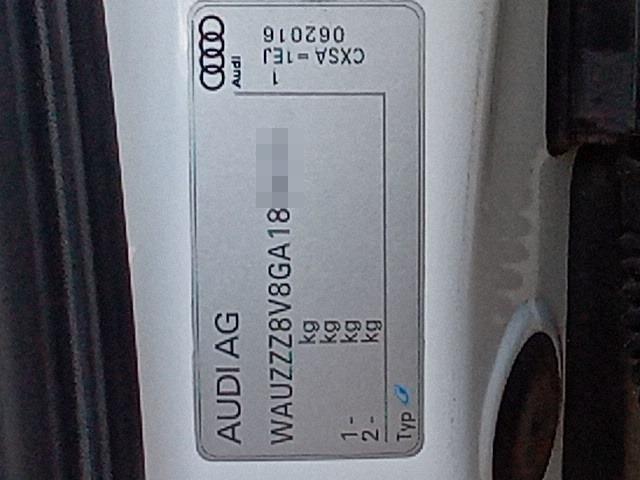 AUDI AG
WAUZZZ8V8GA18
kg
kg
1- kg
2- kg
Typ
Audi
1
CXSA = 1EJ
062016